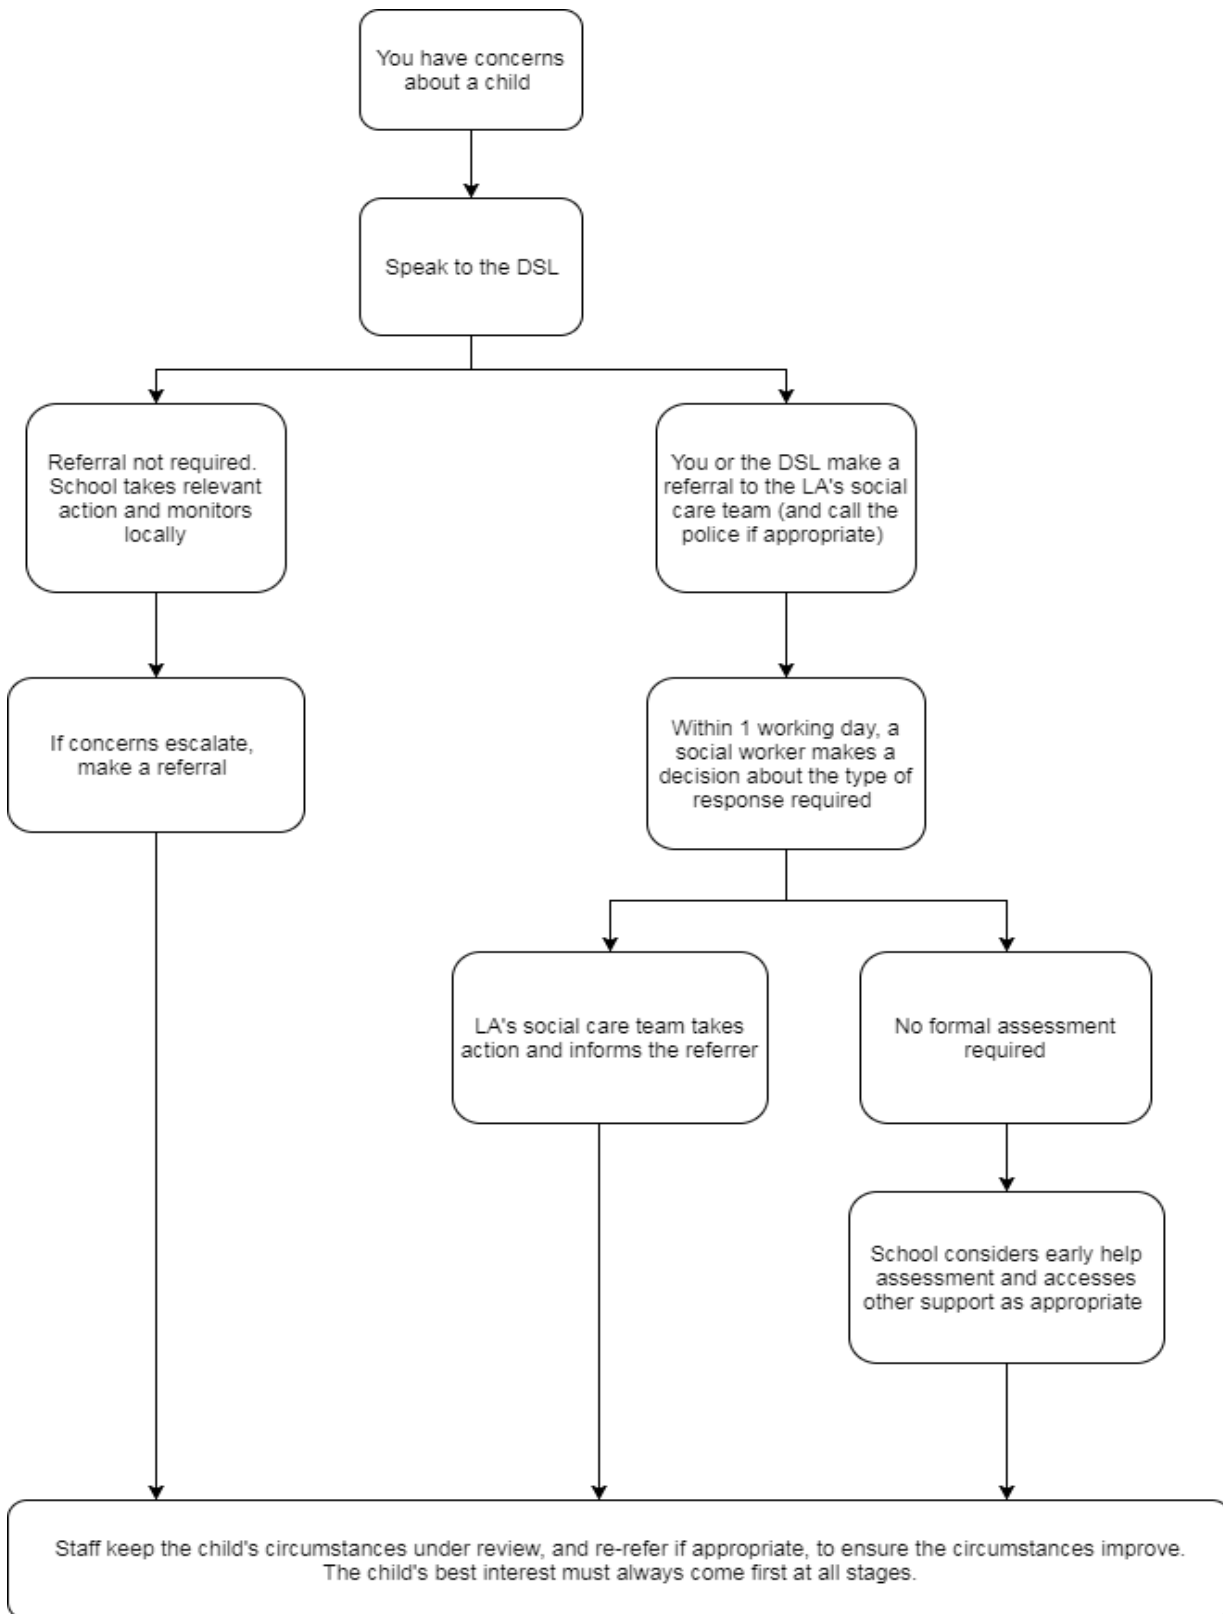 You have concerns
about a child
Speak to the DSL
Referral not required.
School takes relevant
action and monitors
locally
You or the DSL make a
referral to the LA's social
care team (and call the
police if appropriate)
If concerns escalate,
make a referral
Within 1 working day, a
social worker makes a
decision about the type of
response required
LA's social care team takes
action and informs the referrer
No formal assessment
required
School considers early help
assessment and accesses
other support as appropriate
Staff keep the child's circumstances under review, and re-refer if appropriate, to ensure the circumstances improve.
The child's best interest must always come first at all stages.